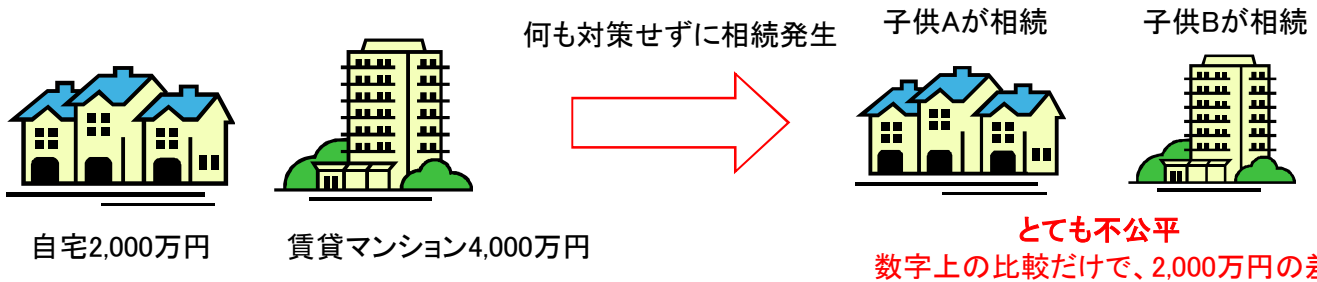 何も対策せずに相続発生
子供Aが相続
子供Bが相続
自宅2,000万円
賃貸マンション4,000万円
とても不公平
数字上の比較だけで、2,000万円の差